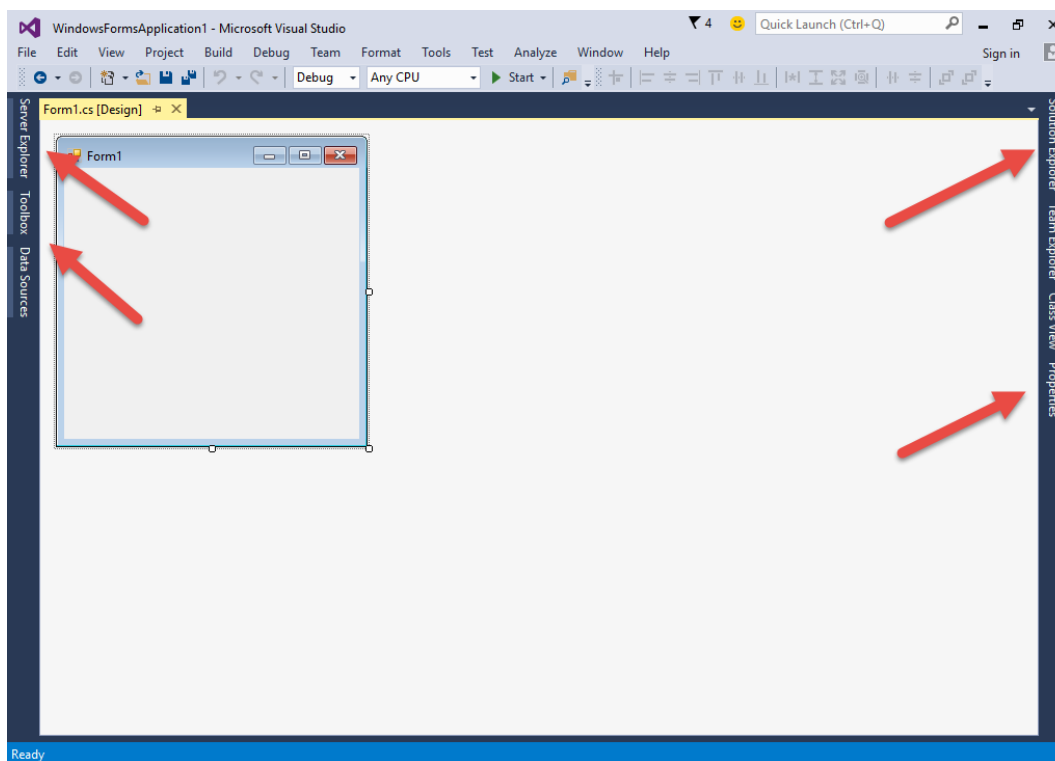 WindowsFormsApplication1 - Microsoft Visual Studio
4
Quick Launch (Ctrl+Q)
File Edit View Project Build Debug Team Format Tools Test Analyze Window Help
Sign in
Debug
Any CPU
Start
Form1.cs [Design]
Server Explorer
Toolbox
Data Sources
Form1
Solution Explorer
Team Explorer
Class View
Properties
Ready